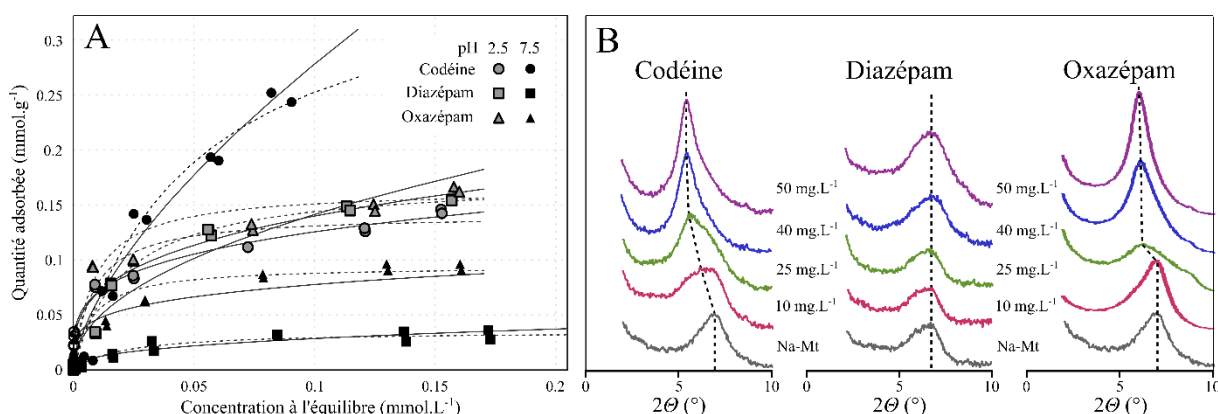 A
pH 2.5 7.5
Codéine
Diazépam
Oxazépam
Quantité adsorbée (mmol.g-1)
0.3
0.25
0.2
0.15
0.1
0.05
0
0 0.05 0.1 0.15 0.2
Concentration à l'équilibre (mmol.L-1)
B
Codéine Diazépam Oxazépam
50 mg.L-1 50 mg.L-1
40 mg.L-1 40 mg.L-1
25 mg.L-1 25 mg.L-1
10 mg.L-1 10 mg.L-1
Na-Mt Na-Mt
0 5 10 0 5 10 0 5 10
2Θ (°) 2Θ (°) 2Θ (°)